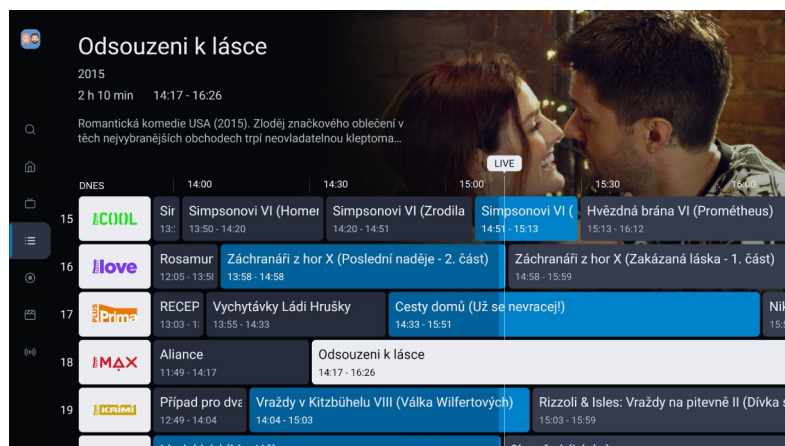 Odsouzeni k lásce
2015
2 h 10 min 14:17 - 16:26
Romantická komedie USA (2015). Zloděj značkového oblečení v
těch nejvybranějších obchodech trpí neovladatelnou kleptoma...
LIVE
DNES 14:00 14:30 15:00 15:30 16:00
15 COOL Sir Simpsonovi VI (Homer Simpsonovi VI (Zrodila Simpsonovi VI ( Hvězdná brána VI (Prométheus)
13: 13:50 - 14:20 14:20 - 14:51 14:51 - 15:13 15:13 - 16:12
16 love Rosamur Záchranáři z hor X (Poslední naděje - 2. část) Záchranáři z hor X (Zakázaná láska - 1. část)
12:05 - 13:58 13:58 - 14:58 14:58 - 15:59
17 PLUS Prima RECEP Vychytávky Ládi Hrušky Cesty domů (Už se nevracej!) Nik
13:03 - 1: 13:55 - 14:33 14:33 - 15:51 15:5
18 MAX Aliance Odsouzeni k lásce
11:49 - 14:17 14:17 - 16:26
19 KRIMI Případ pro dva Vraždy v Kitzbühelu VIII (Válka Wilfertových) Rizzoli & Isles: Vraždy na pitevně II (Dívka s
12:49 - 14:04 14:04 - 15:03 15:03 - 15:59